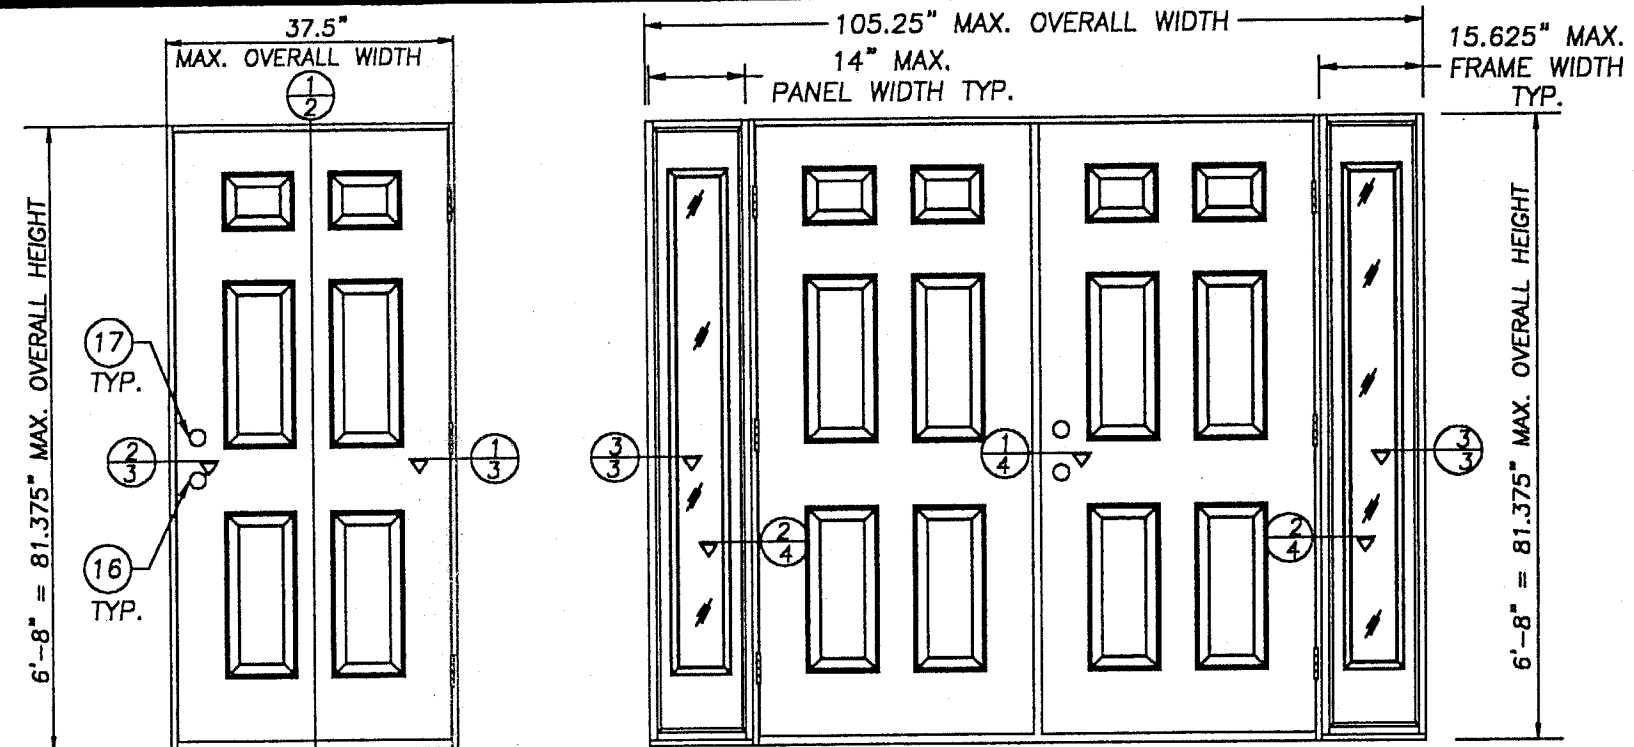 37.5"
MAX. OVERALL WIDTH
1
2
6'-8" = 81.375" MAX. OVERALL HEIGHT
17
TYP.
2
3
1
3
16
TYP.
105.25" MAX. OVERALL WIDTH
14" MAX.
PANEL WIDTH TYP.
15.625" MAX.
FRAME WIDTH
TYP.
3
3
1
4
3
3
2
4
2
4
6'-8" = 81.375" MAX. OVERALL HEIGHT